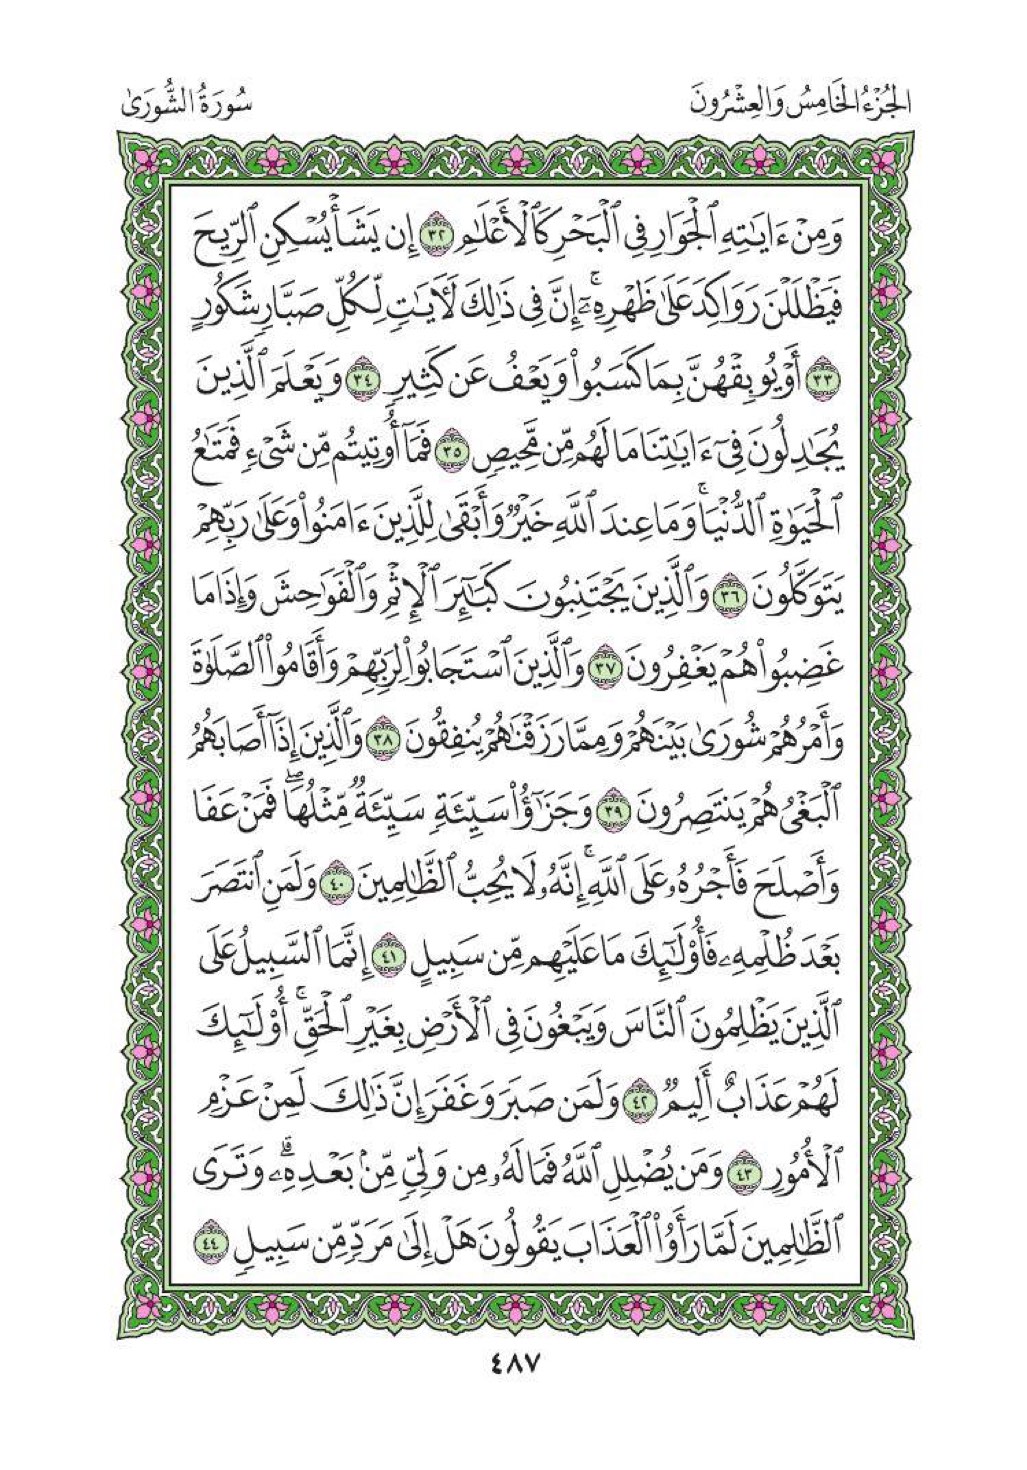 الجُزْءُ الخَامِسُ وَالعِشْرُونَ
سُورَةُ الشُّورَىٰ
وَمِنْ ءَايَٰتِهِ ٱلْجَوَارِ فِى ٱلْبَحْرِ كَٱلْأَعْلَٰمِ ٣٢ إِن يَشَأْ يُسْكِنِ ٱلرِّيحَ
فَيَظْلَلْنَ رَوَاكِدَ عَلَىٰ ظَهْرِهِۦٓ ۚ إِنَّ فِى ذَٰلِكَ لَءَايَٰتٍ لِّكُلِّ صَبَّارٍ شَكُورٍ
٣٣ أَوْ يُوبِقْهُنَّ بِمَا كَسَبُوا۟ وَيَعْفُ عَن كَثِيرٍ ٣٤ وَيَعْلَمَ ٱلَّذِينَ
يُجَٰدِلُونَ فِىٓ ءَايَٰتِنَا مَا لَهُم مِّن مَّحِيصٍ ٣٥ فَمَآ أُوتِيتُم مِّن شَىْءٍ فَمَتَٰعُ
ٱلْحَيَوٰةِ ٱلدُّنْيَا ۚ وَمَا عِندَ ٱللَّهِ خَيْرٌ وَأَبْقَىٰ لِلَّذِينَ ءَامَنُوا۟ وَعَلَىٰ رَبِّهِمْ
يَتَوَكَّلُونَ ٣٦ وَٱلَّذِينَ يَجْتَنِبُونَ كَبَٰٓئِرَ ٱلْإِثْمِ وَٱلْفَوَٰحِشَ وَإِذَا مَا
غَضِبُوا۟ هُمْ يَغْفِرُونَ ٣٧ وَٱلَّذِينَ ٱسْتَجَابُوا۟ لِرَبِّهِمْ وَأَقَامُوا۟ ٱلصَّلَوٰةَ
وَأَمْرُهُمْ شُورَىٰ بَيْنَهُمْ وَمِمَّا رَزَقْنَٰهُمْ يُنفِقُونَ ٣٨ وَٱلَّذِينَ إِذَآ أَصَابَهُمُ
ٱلْبَغْىُ هُمْ يَنتَصِرُونَ ٣٩ وَجَزَٰٓؤُا۟ سَيِّئَةٍ سَيِّئَةٌ مِّثْلُهَا ۖ فَمَنْ عَفَا
وَأَصْلَحَ فَأَجْرُهُۥ عَلَى ٱللَّهِ ۚ إِنَّهُۥ لَا يُحِبُّ ٱلظَّٰلِمِينَ ٤٠ وَلَمَنِ ٱنتَصَرَ
بَعْدَ ظُلْمِهِۦ فَأُو۟لَٰٓئِكَ مَا عَلَيْهِم مِّن سَبِيلٍ ٤١ إِنَّمَا ٱلسَّبِيلُ عَلَى
ٱلَّذِينَ يَظْلِمُونَ ٱلنَّاسَ وَيَبْغُونَ فِى ٱلْأَرْضِ بِغَيْرِ ٱلْحَقِّ ۚ أُو۟لَٰٓئِكَ
لَهُمْ عَذَابٌ أَلِيمٌ ٤٢ وَلَمَن صَبَرَ وَغَفَرَ إِنَّ ذَٰلِكَ لَمِنْ عَزْمِ
ٱلْأُمُورِ ٤٣ وَمَن يُضْلِلِ ٱللَّهُ فَمَا لَهُۥ مِن وَلِىٍّ مِّنۢ بَعْدِهِۦ ۗ وَتَرَى
ٱلظَّٰلِمِينَ لَمَّا رَأَوُا۟ ٱلْعَذَابَ يَقُولُونَ هَلْ إِلَىٰ مَرَدٍّ مِّن سَبِيلٍ ٤٤
٤٨٧